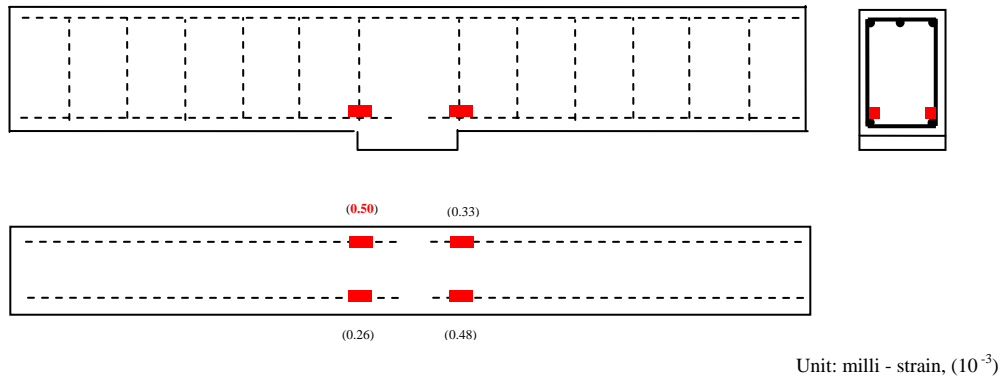 (0.50) (0.33)
(0.26) (0.48)
Unit: milli - strain, (10⁻³)